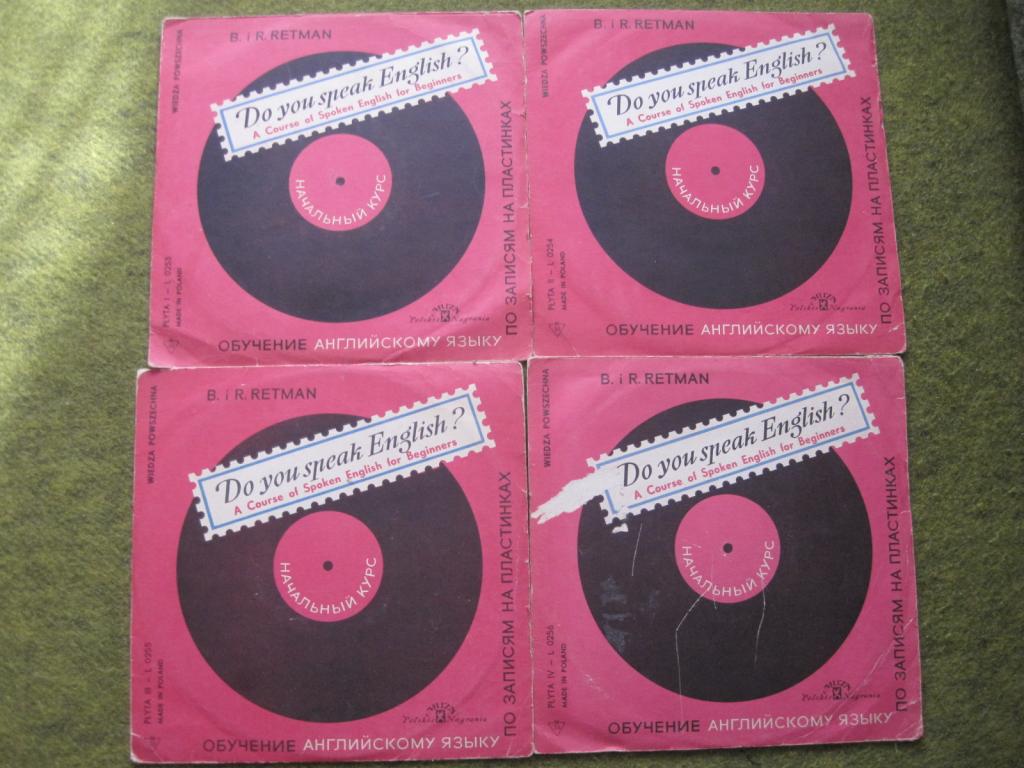 B. i R. RETMAN
WIEDZA POWSZECHNA
Do you speak English?
A Course of Spoken English for Beginners
НАЧАЛЬНЫЙ КУРС
PŁYTA I – L 0253
MADE IN POLAND
MUZA
Polskie Nagrania
ОБУЧЕНИЕ АНГЛИЙСКОМУ ЯЗЫКУ
ПО ЗАПИСЯМ НА ПЛАСТИНКАХ
B. i R. RETMAN
WIEDZA POWSZECHNA
Do you speak English?
A Course of Spoken English for Beginners
НАЧАЛЬНЫЙ КУРС
PŁYTA II – L 0254
MADE IN POLAND
MUZA
Polskie Nagrania
ОБУЧЕНИЕ АНГЛИЙСКОМУ ЯЗЫКУ
ПО ЗАПИСЯМ НА ПЛАСТИНКАХ
B. i R. RETMAN
WIEDZA POWSZECHNA
Do you speak English?
A Course of Spoken English for Beginners
НАЧАЛЬНЫЙ КУРС
PŁYTA III – L 0255
MADE IN POLAND
MUZA
Polskie Nagrania
ОБУЧЕНИЕ АНГЛИЙСКОМУ ЯЗЫКУ
ПО ЗАПИСЯМ НА ПЛАСТИНКАХ
B. i R. RETMAN
WIEDZA POWSZECHNA
Do you speak English?
A Course of Spoken English for Beginners
НАЧАЛЬНЫЙ КУРС
PŁYTA IV – L 0256
MADE IN POLAND
MUZA
Polskie Nagrania
ОБУЧЕНИЕ АНГЛИЙСКОМУ ЯЗЫКУ
ПО ЗАПИСЯМ НА ПЛАСТИНКАХ